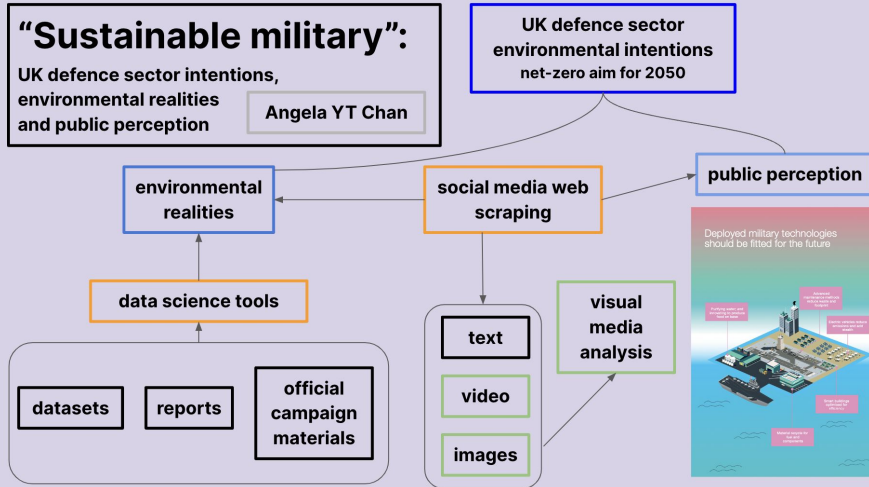 “Sustainable military”:
UK defence sector intentions,
environmental realities
and public perception
Angela YT Chan
UK defence sector
environmental intentions
net-zero aim for 2050
environmental
realities
social media web
scraping
public perception
data science tools
datasets
reports
official
campaign
materials
text
video
images
visual
media
analysis
Deployed military technologies
should be fitted for the future